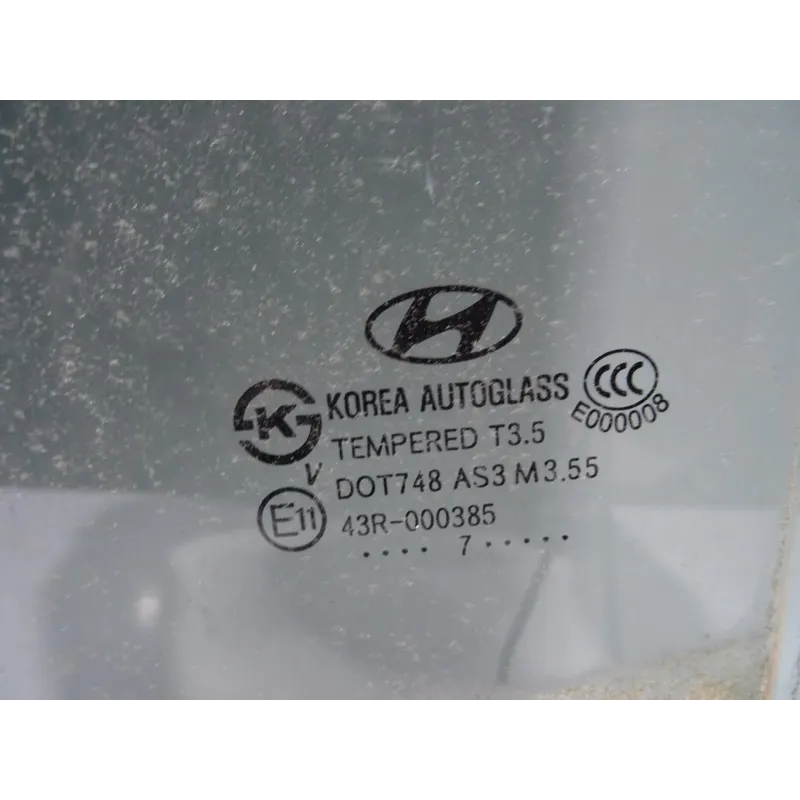 KOREA AUTOGLASS
CCC
E000008
K
TEMPERED T3.5
V
DOT748 AS3 M3.55
E11
43R-000385
.... 7 .....